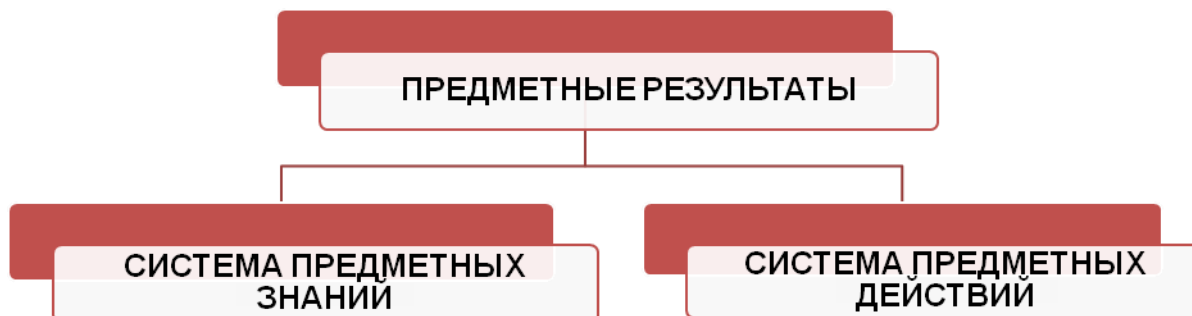 ПРЕДМЕТНЫЕ РЕЗУЛЬТАТЫ
СИСТЕМА ПРЕДМЕТНЫХ
ЗНАНИЙ
СИСТЕМА ПРЕДМЕТНЫХ
ДЕЙСТВИЙ